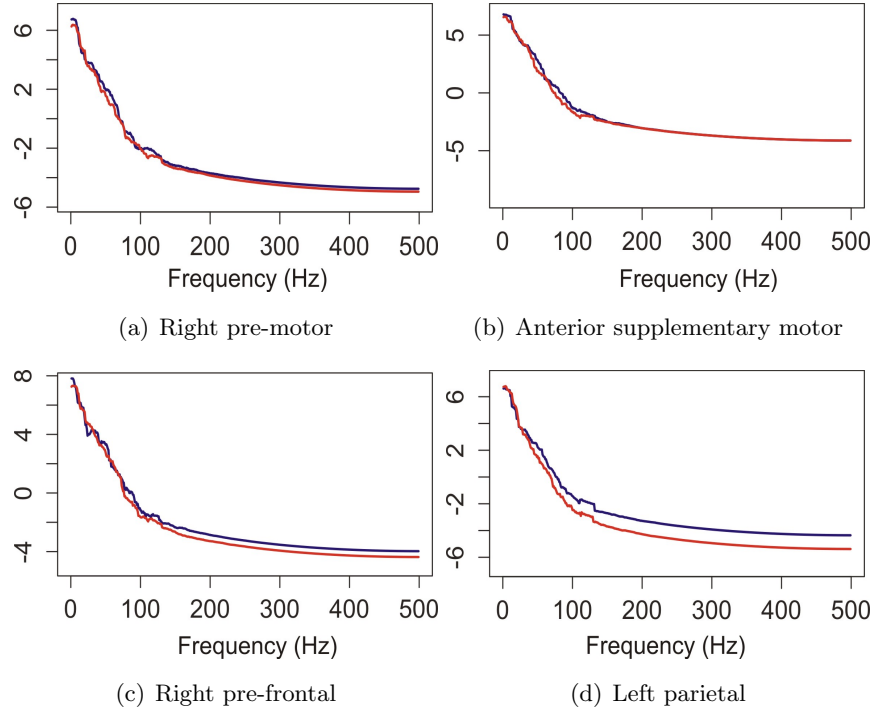 6
2
-2
-6
0 100 200 300 400 500
Frequency (Hz)
(a) Right pre-motor
5
0
-5
0 100 200 300 400 500
Frequency (Hz)
(b) Anterior supplementary motor
8
4
0
-4
0 100 200 300 400 500
Frequency (Hz)
(c) Right pre-frontal
6
2
-2
-6
0 100 200 300 400 500
Frequency (Hz)
(d) Left parietal